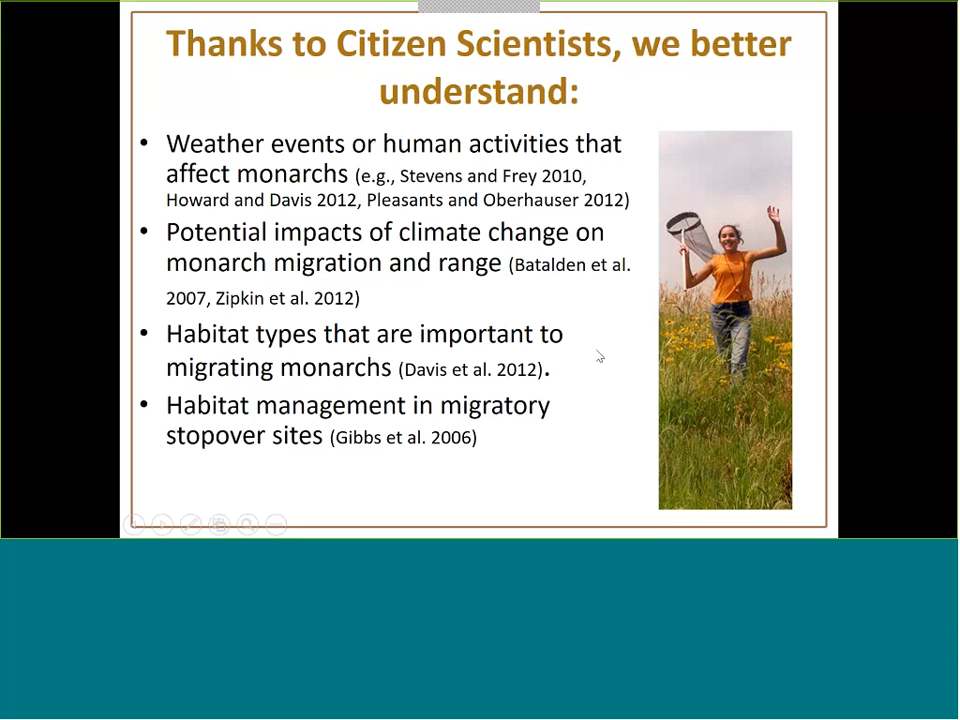 Thanks to Citizen Scientists, we better
understand:
• Weather events or human activities that
affect monarchs (e.g., Stevens and Frey 2010,
Howard and Davis 2012, Pleasants and Oberhauser 2012)
• Potential impacts of climate change on
monarch migration and range (Batalden et al.
2007, Zipkin et al. 2012)
• Habitat types that are important to
migrating monarchs (Davis et al. 2012).
• Habitat management in migratory
stopover sites (Gibbs et al. 2006)